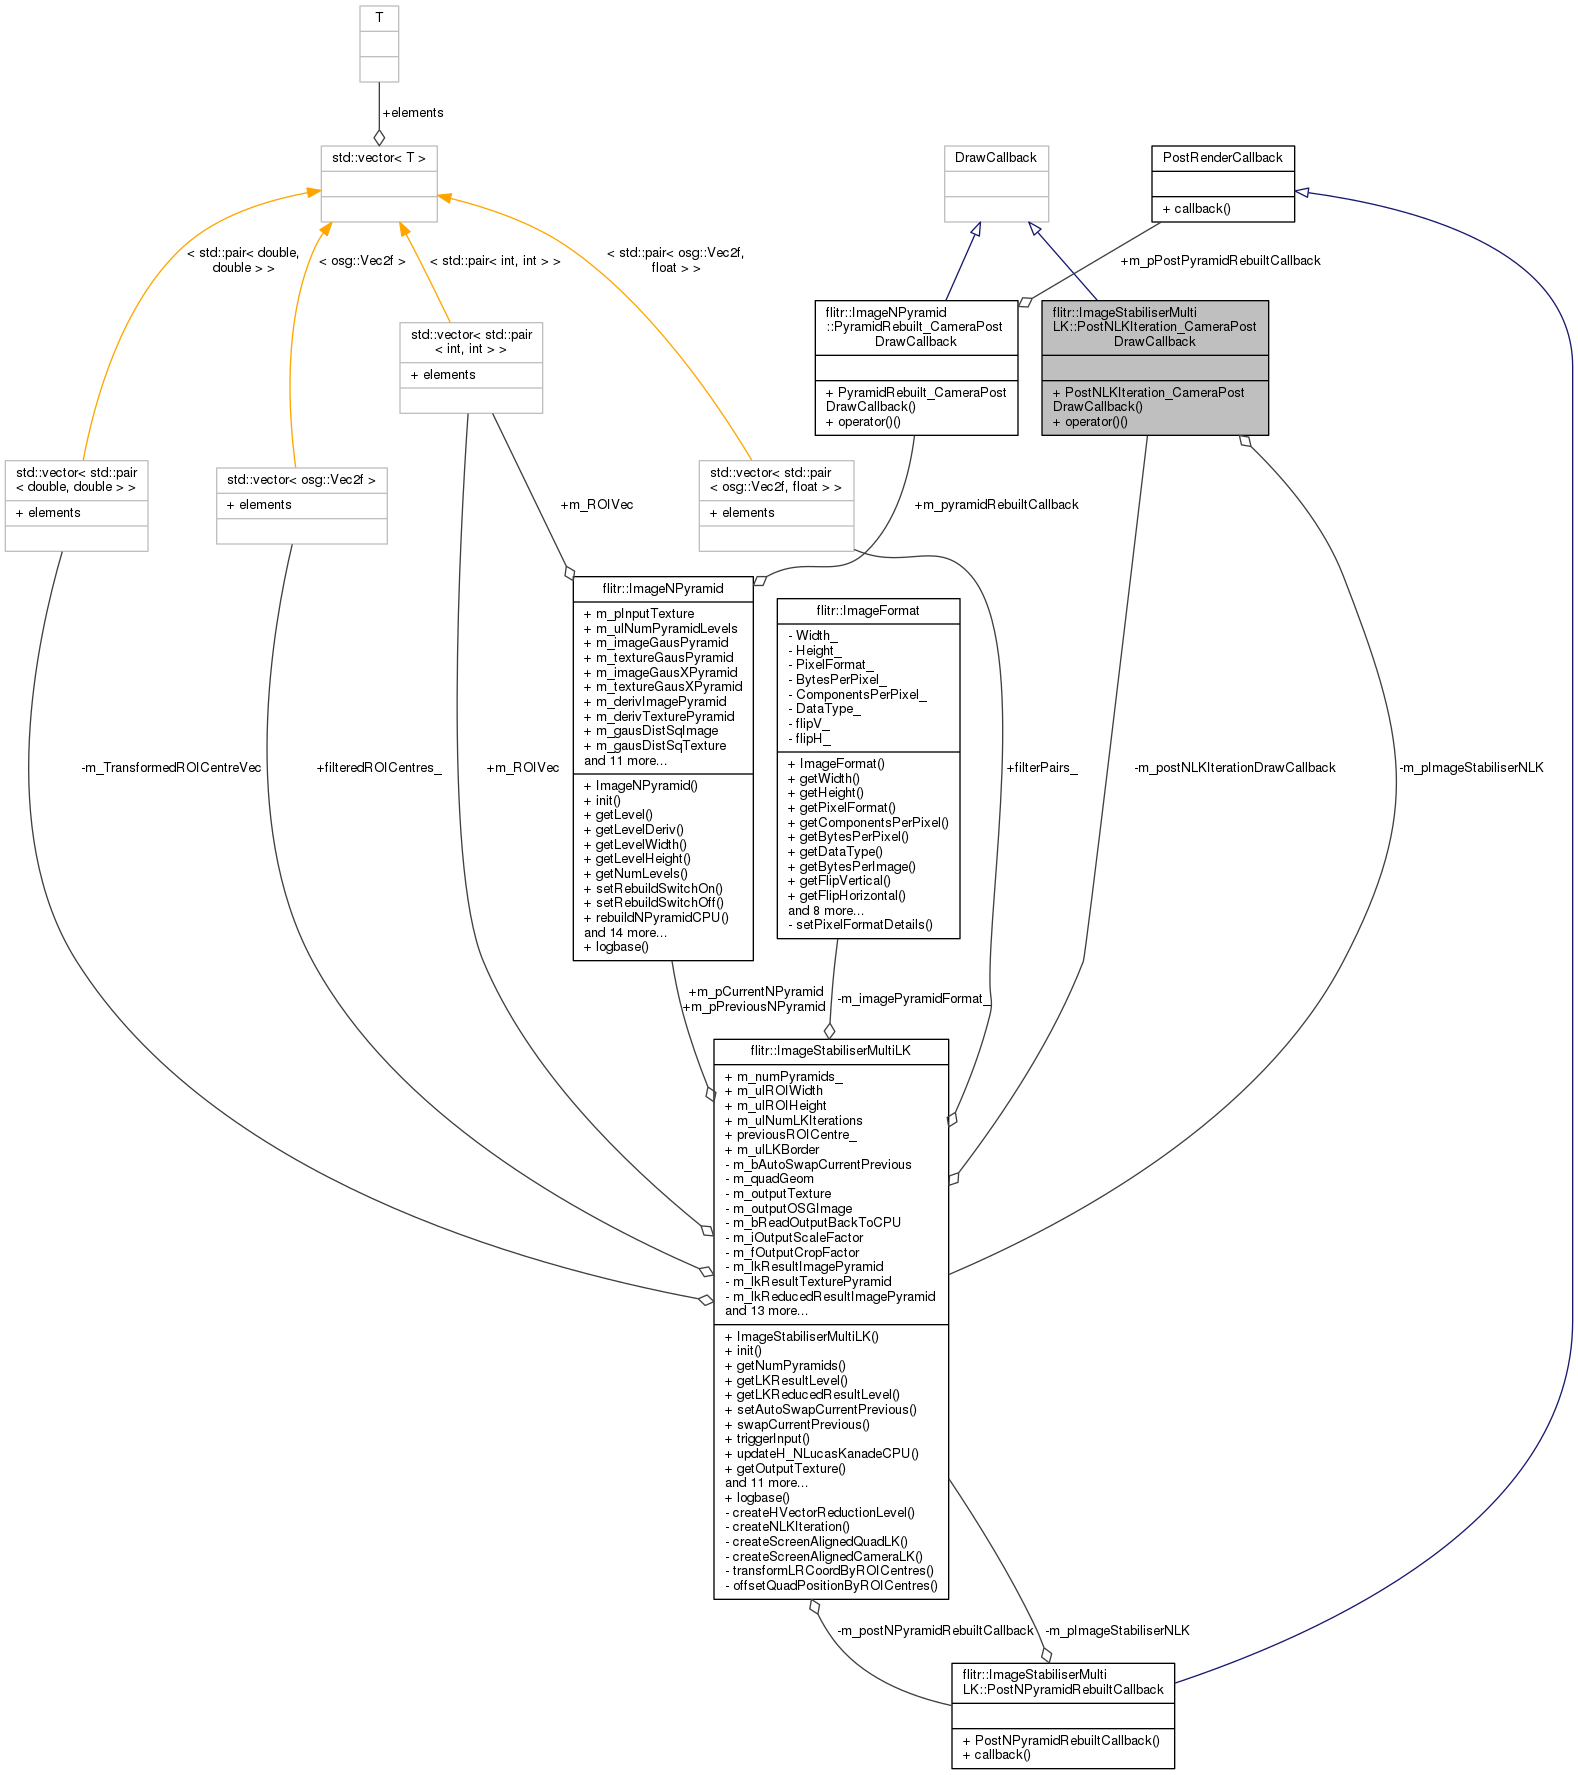 T
+elements
std::vector< T >
DrawCallback
PostRenderCallback
+ callback()
< std::pair< double,
double > >
< osg::Vec2f >
< std::pair< int, int > >
< std::pair< osg::Vec2f,
float > >
+m_pPostPyramidRebuiltCallback
std::vector< std::pair
< int, int > >
+ elements
flitr::ImageNPyramid
::PyramidRebuilt_CameraPost
DrawCallback
+ PyramidRebuilt_CameraPost
DrawCallback()
+ operator()()
flitr::ImageStabiliserMulti
LK::PostNLKIteration_CameraPost
DrawCallback
+ PostNLKIteration_CameraPost
DrawCallback()
+ operator()()
std::vector< std::pair
< double, double > >
+ elements
std::vector< osg::Vec2f >
+ elements
+m_ROIVec
std::vector< std::pair
< osg::Vec2f, float > >
+ elements
+m_pyramidRebuiltCallback
flitr::ImageNPyramid
+ m_pInputTexture
+ m_ulNumPyramidLevels
+ m_imageGausPyramid
+ m_textureGausPyramid
+ m_imageGausXPyramid
+ m_textureGausXPyramid
+ m_derivImagePyramid
+ m_derivTexturePyramid
+ m_gausDistSqImage
+ m_gausDistSqTexture
and 11 more...
+ ImageNPyramid()
+ init()
+ getLevel()
+ getLevelDeriv()
+ getLevelWidth()
+ getLevelHeight()
+ getNumLevels()
+ setRebuildSwitchOn()
+ setRebuildSwitchOff()
+ rebuildNPyramidCPU()
and 14 more...
+ logbase()
flitr::ImageFormat
- Width_
- Height_
- PixelFormat_
- BytesPerPixel_
- ComponentsPerPixel_
- DataType_
- flipV_
- flipH_
+ ImageFormat()
+ getWidth()
+ getHeight()
+ getPixelFormat()
+ getComponentsPerPixel()
+ getBytesPerPixel()
+ getDataType()
+ getBytesPerImage()
+ getFlipVertical()
+ getFlipHorizontal()
and 8 more...
- setPixelFormatDetails()
-m_TransformedROICentreVec
+filteredROICentres_
+m_ROIVec
+filterPairs_
-m_postNLKIterationDrawCallback
-m_pImageStabiliserNLK
+m_pCurrentNPyramid
+m_pPreviousNPyramid
-m_imagePyramidFormat_
flitr::ImageStabiliserMultiLK
+ m_numPyramids_
+ m_ulROIWidth
+ m_ulROIHeight
+ m_ulNumLKIterations
+ previousROICentre_
+ m_ulLKBorder
- m_bAutoSwapCurrentPrevious
- m_quadGeom
- m_outputTexture
- m_outputOSGImage
- m_bReadOutputBackToCPU
- m_iOutputScaleFactor
- m_fOutputCropFactor
- m_lkResultImagePyramid
- m_lkResultTexturePyramid
- m_lkReducedResultImagePyramid
and 13 more...
+ ImageStabiliserMultiLK()
+ init()
+ getNumPyramids()
+ getLKResultLevel()
+ getLKReducedResultLevel()
+ setAutoSwapCurrentPrevious()
+ swapCurrentPrevious()
+ triggerInput()
+ updateH_NLucasKanadeCPU()
+ getOutputTexture()
and 11 more...
+ logbase()
- createHVectorReductionLevel()
- createNLKIteration()
- createScreenAlignedQuadLK()
- createScreenAlignedCameraLK()
- transformLRCoordByROICentres()
- offsetQuadPositionByROICentres()
-m_postNPyramidRebuiltCallback
-m_pImageStabiliserNLK
flitr::ImageStabiliserMulti
LK::PostNPyramidRebuiltCallback
+ PostNPyramidRebuiltCallback()
+ callback()